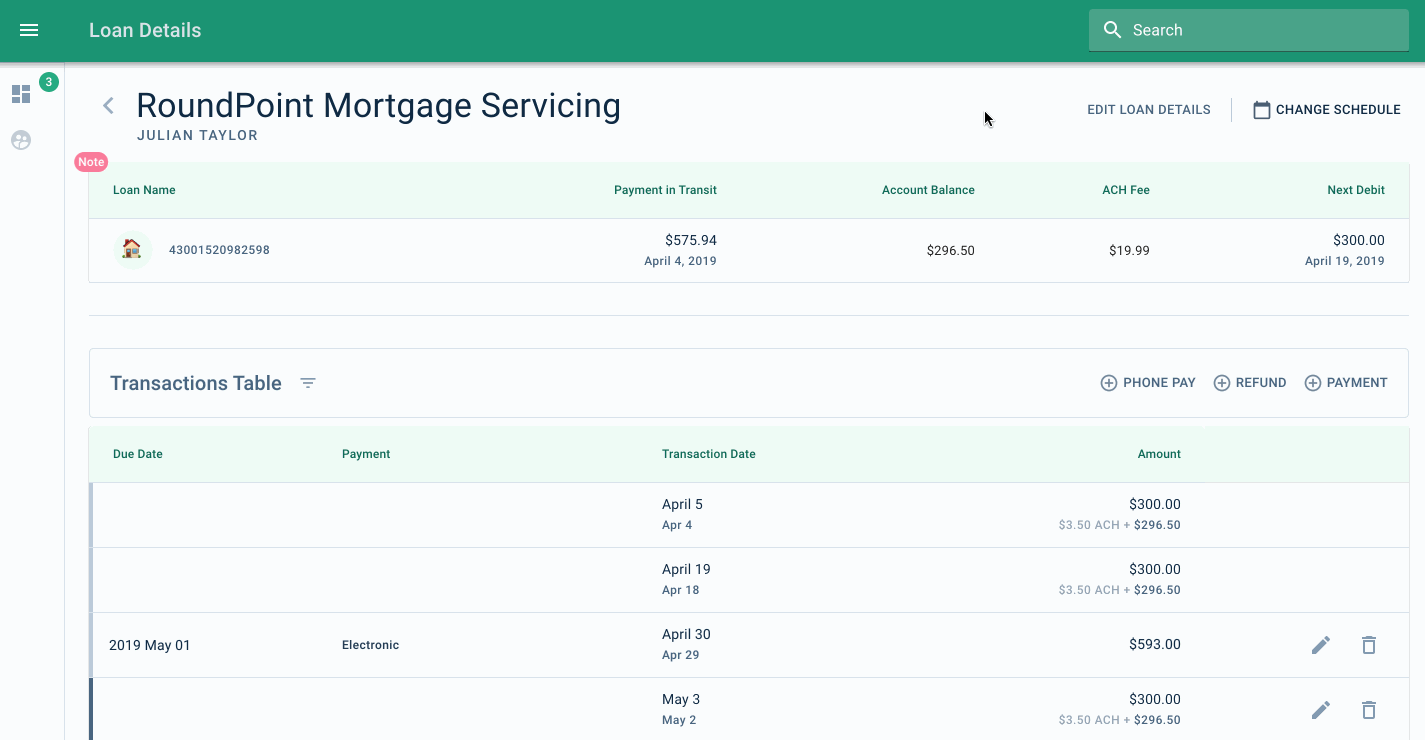 Loan Details
Search
3
RoundPoint Mortgage Servicing
JULIAN TAYLOR
EDIT LOAN DETAILS
CHANGE SCHEDULE
Note
Loan Name Payment in Transit Account Balance ACH Fee Next Debit
43001520982598 $575.94 $296.50 $19.99 $300.00
April 4, 2019 April 19, 2019
Transactions Table
PHONE PAY REFUND PAYMENT
Due Date Payment Transaction Date Amount
April 5 $300.00
Apr 4 $3.50 ACH + $296.50
April 19 $300.00
Apr 18 $3.50 ACH + $296.50
2019 May 01 Electronic April 30 $593.00
Apr 29
May 3 $300.00
May 2 $3.50 ACH + $296.50